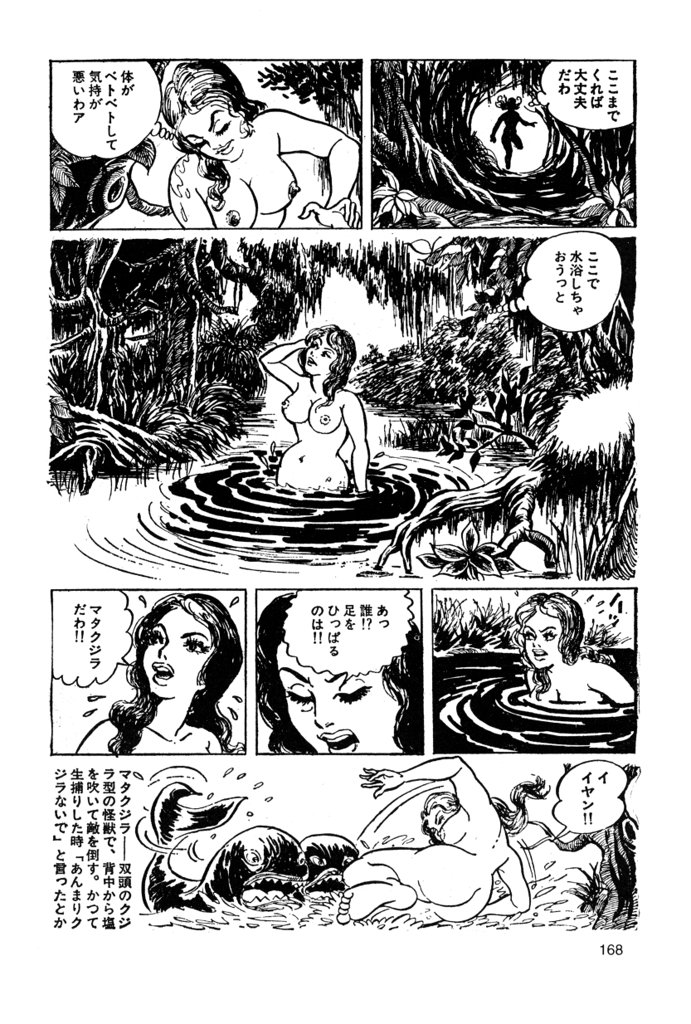 ここまで
くれば
大丈夫
だわ
体が
ベトベトして
気持が
悪いわア
ここで
水浴しちゃ
おうっと
あっ
誰!?
足を
ひっぱる
のは!!
マタクジラ
だわ!!
イ
イヤン!!
マタクジラ――双頭のクジ
ラ型の怪獣で、背中から塩
を吹いて敵を倒す。かつて
生捕りした時「あんまりク
ジラないで」と言ったとか
168